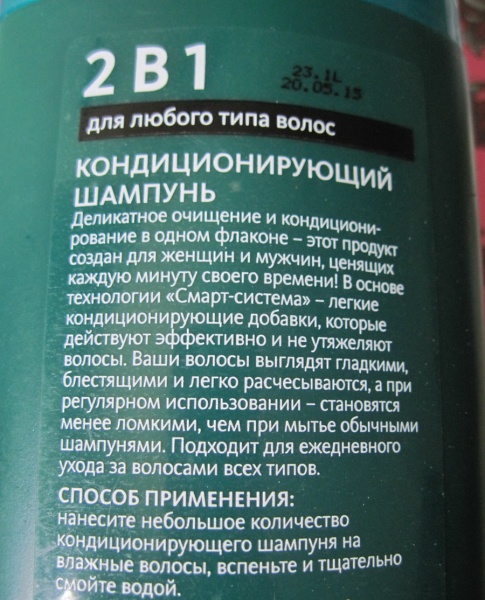 2 В 1
23.1L
20.05.15
для любого типа волос
КОНДИЦИОНИРУЮЩИЙ
ШАМПУНЬ
Деликатное очищение и кондициони-
рование в одном флаконе – этот продукт
создан для женщин и мужчин, ценящих
каждую минуту своего времени! В основе
технологии «Смарт-система» – легкие
кондиционирующие добавки, которые
действуют эффективно и не утяжеляют
волосы. Ваши волосы выглядят гладкими,
блестящими и легко расчесываются, а при
регулярном использовании – становятся
менее ломкими, чем при мытье обычными
шампунями. Подходит для ежедневного
ухода за волосами всех типов.
СПОСОБ ПРИМЕНЕНИЯ:
нанесите небольшое количество
кондиционирующего шампуня на
влажные волосы, вспеньте и тщательно
смойте водой.